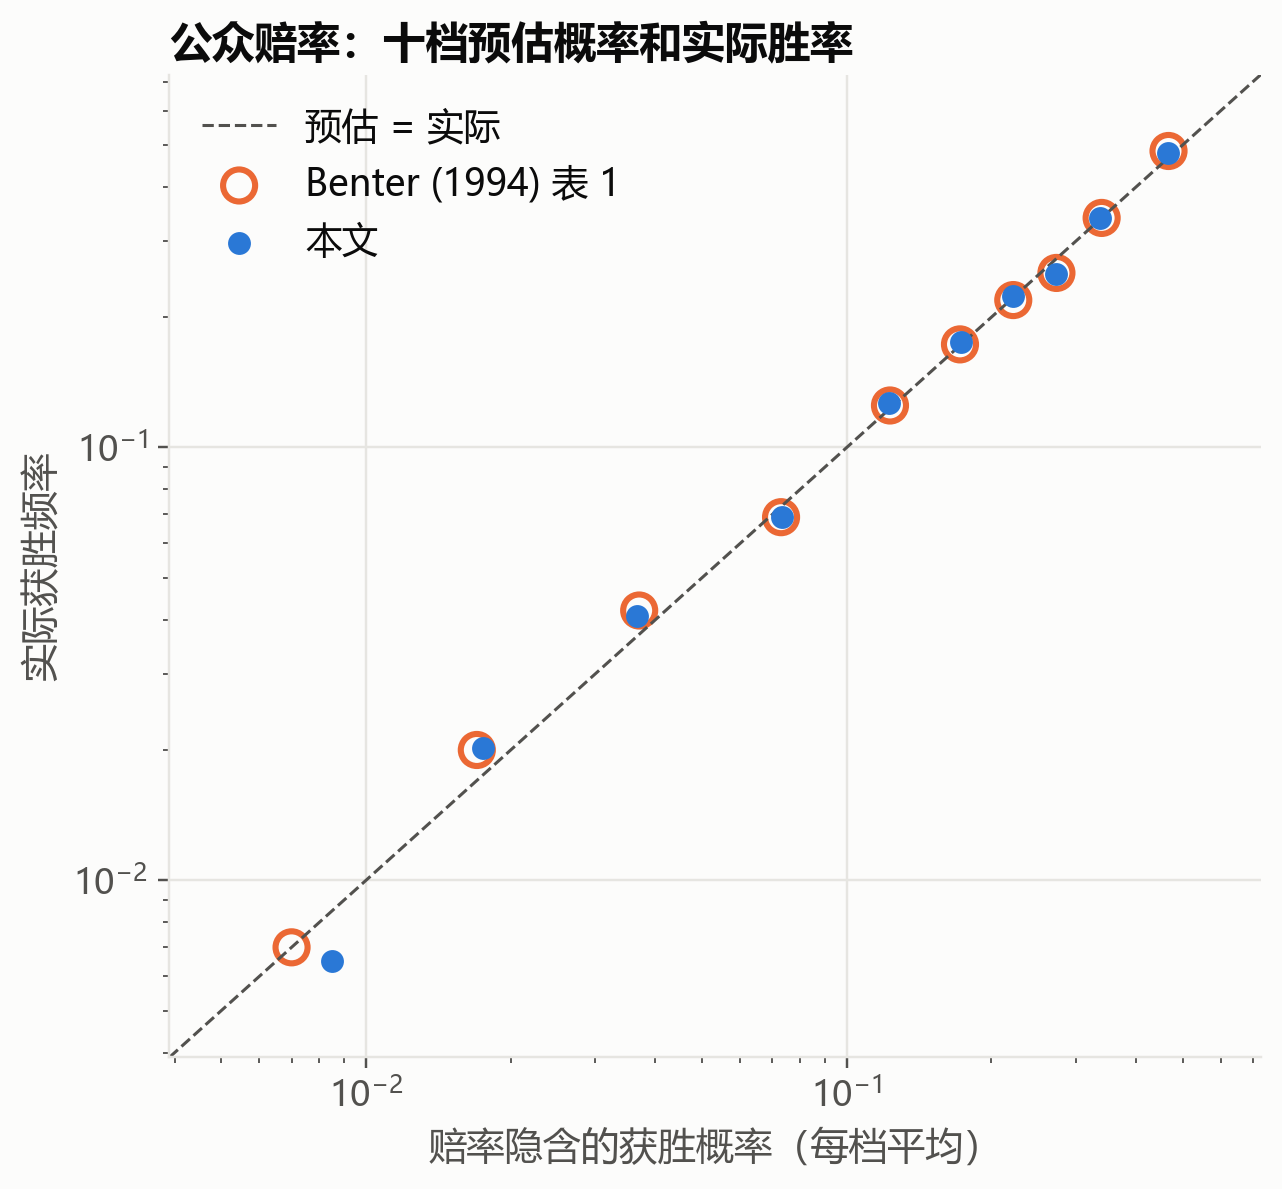 公众赔率：十档预估概率和实际胜率
预估 = 实际
Benter (1994) 表 1
本文
10⁻¹
10⁻²
实际获胜频率
10⁻²
10⁻¹
赔率隐含的获胜概率（每档平均）